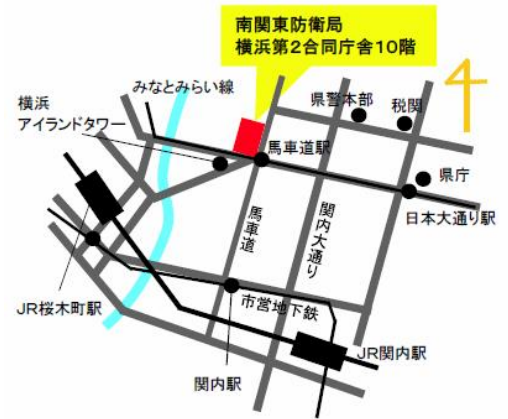 南関東防衛局
横浜第2合同庁舎10階
みなとみらい線
横浜
アイランドタワー
県警本部
税関
馬車道駅
県庁
日本大通り駅
馬車道
関内大通り
市営地下鉄
JR桜木町駅
関内駅
JR関内駅